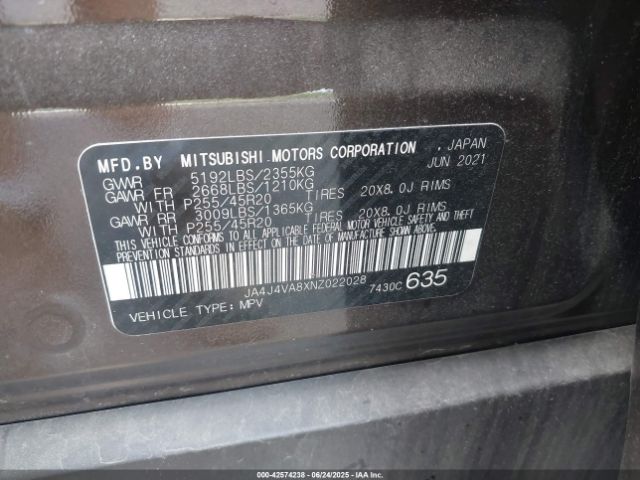 MFD.BY MITSUBISHI MOTORS CORPORATION , JAPAN
GVWR 5192LBS/2355KG JUN 2021
GAWR FR 2668LBS/1210KG
WITH P255/45R20 TIRES 20X8.0J RIMS
GAWR RR 3009LBS/1365KG
WITH P255/45R20 TIRES 20X8.0J RIMS
THIS VEHICLE CONFORMS TO ALL APPLICABLE FEDERAL MOTOR VEHICLE SAFETY AND THEFT
PREVENTION STANDARDS IN EFFECT ON THE DATE OF MANUFACTURE SHOWN ABOVE.
JA4J4VA8XNZ022028 7430C 635
VEHICLE TYPE: MPV
000-42574238 - 06/24/2025 - IAAI.COM